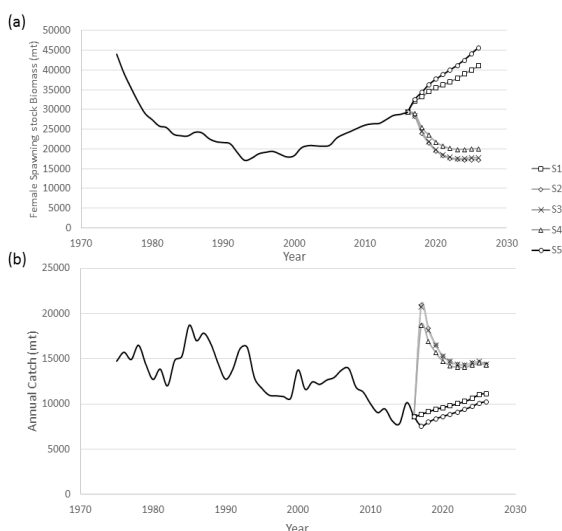 (a)
Female Spawning stock Biomass (mt)
50000
45000
40000
35000
30000
25000
20000
15000
10000
5000
0
1970 1980 1990 2000 2010 2020 2030
Year
S1
S2
S3
S4
S5
(b)
Annual Catch (mt)
25000
20000
15000
10000
5000
0
1970 1980 1990 2000 2010 2020 2030
Year